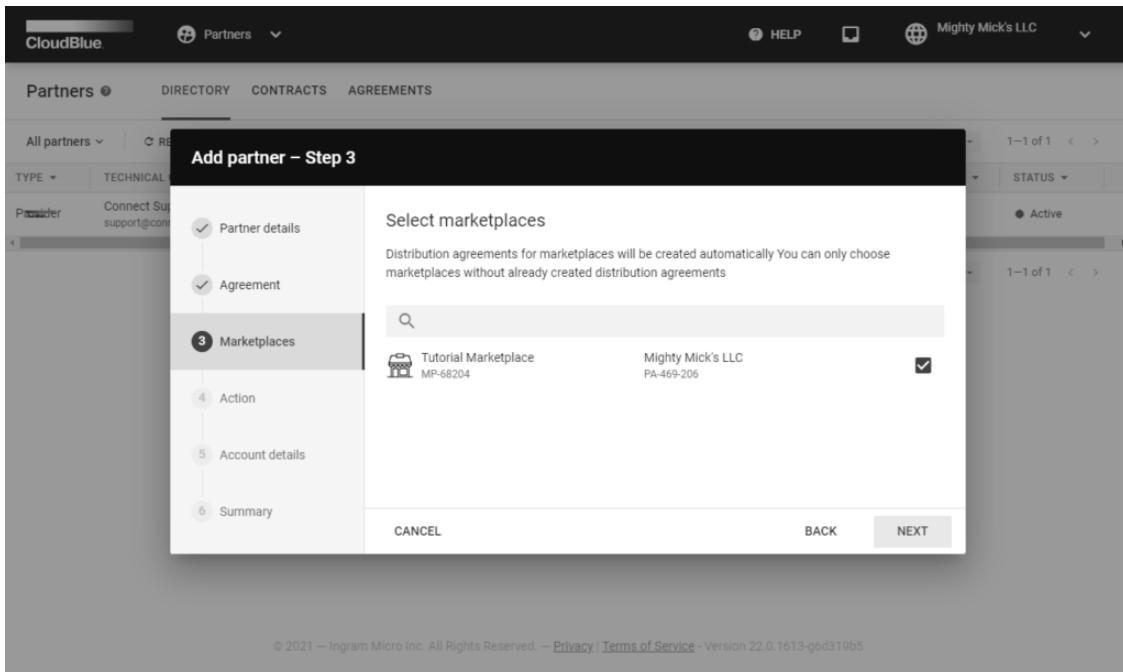 CloudBlue
Partners
HELP
Mighty Mick's LLC
Partners
DIRECTORY CONTRACTS AGREEMENTS
All partners
1–1 of 1
TYPE TECHNICAL STATUS
Connect
support@con
Active
1–1 of 1
Add partner – Step 3
Partner details
Agreement
3 Marketplaces
4 Action
5 Account details
6 Summary
Select marketplaces
Distribution agreements for marketplaces will be created automatically You can only choose
marketplaces without already created distribution agreements
Tutorial Marketplace Mighty Mick's LLC
MP-68204 PA-469-206
CANCEL BACK NEXT
© 2021 — Ingram Micro Inc. All Rights Reserved. — Privacy | Terms of Service - Version 22.0.1613-g6d319b5